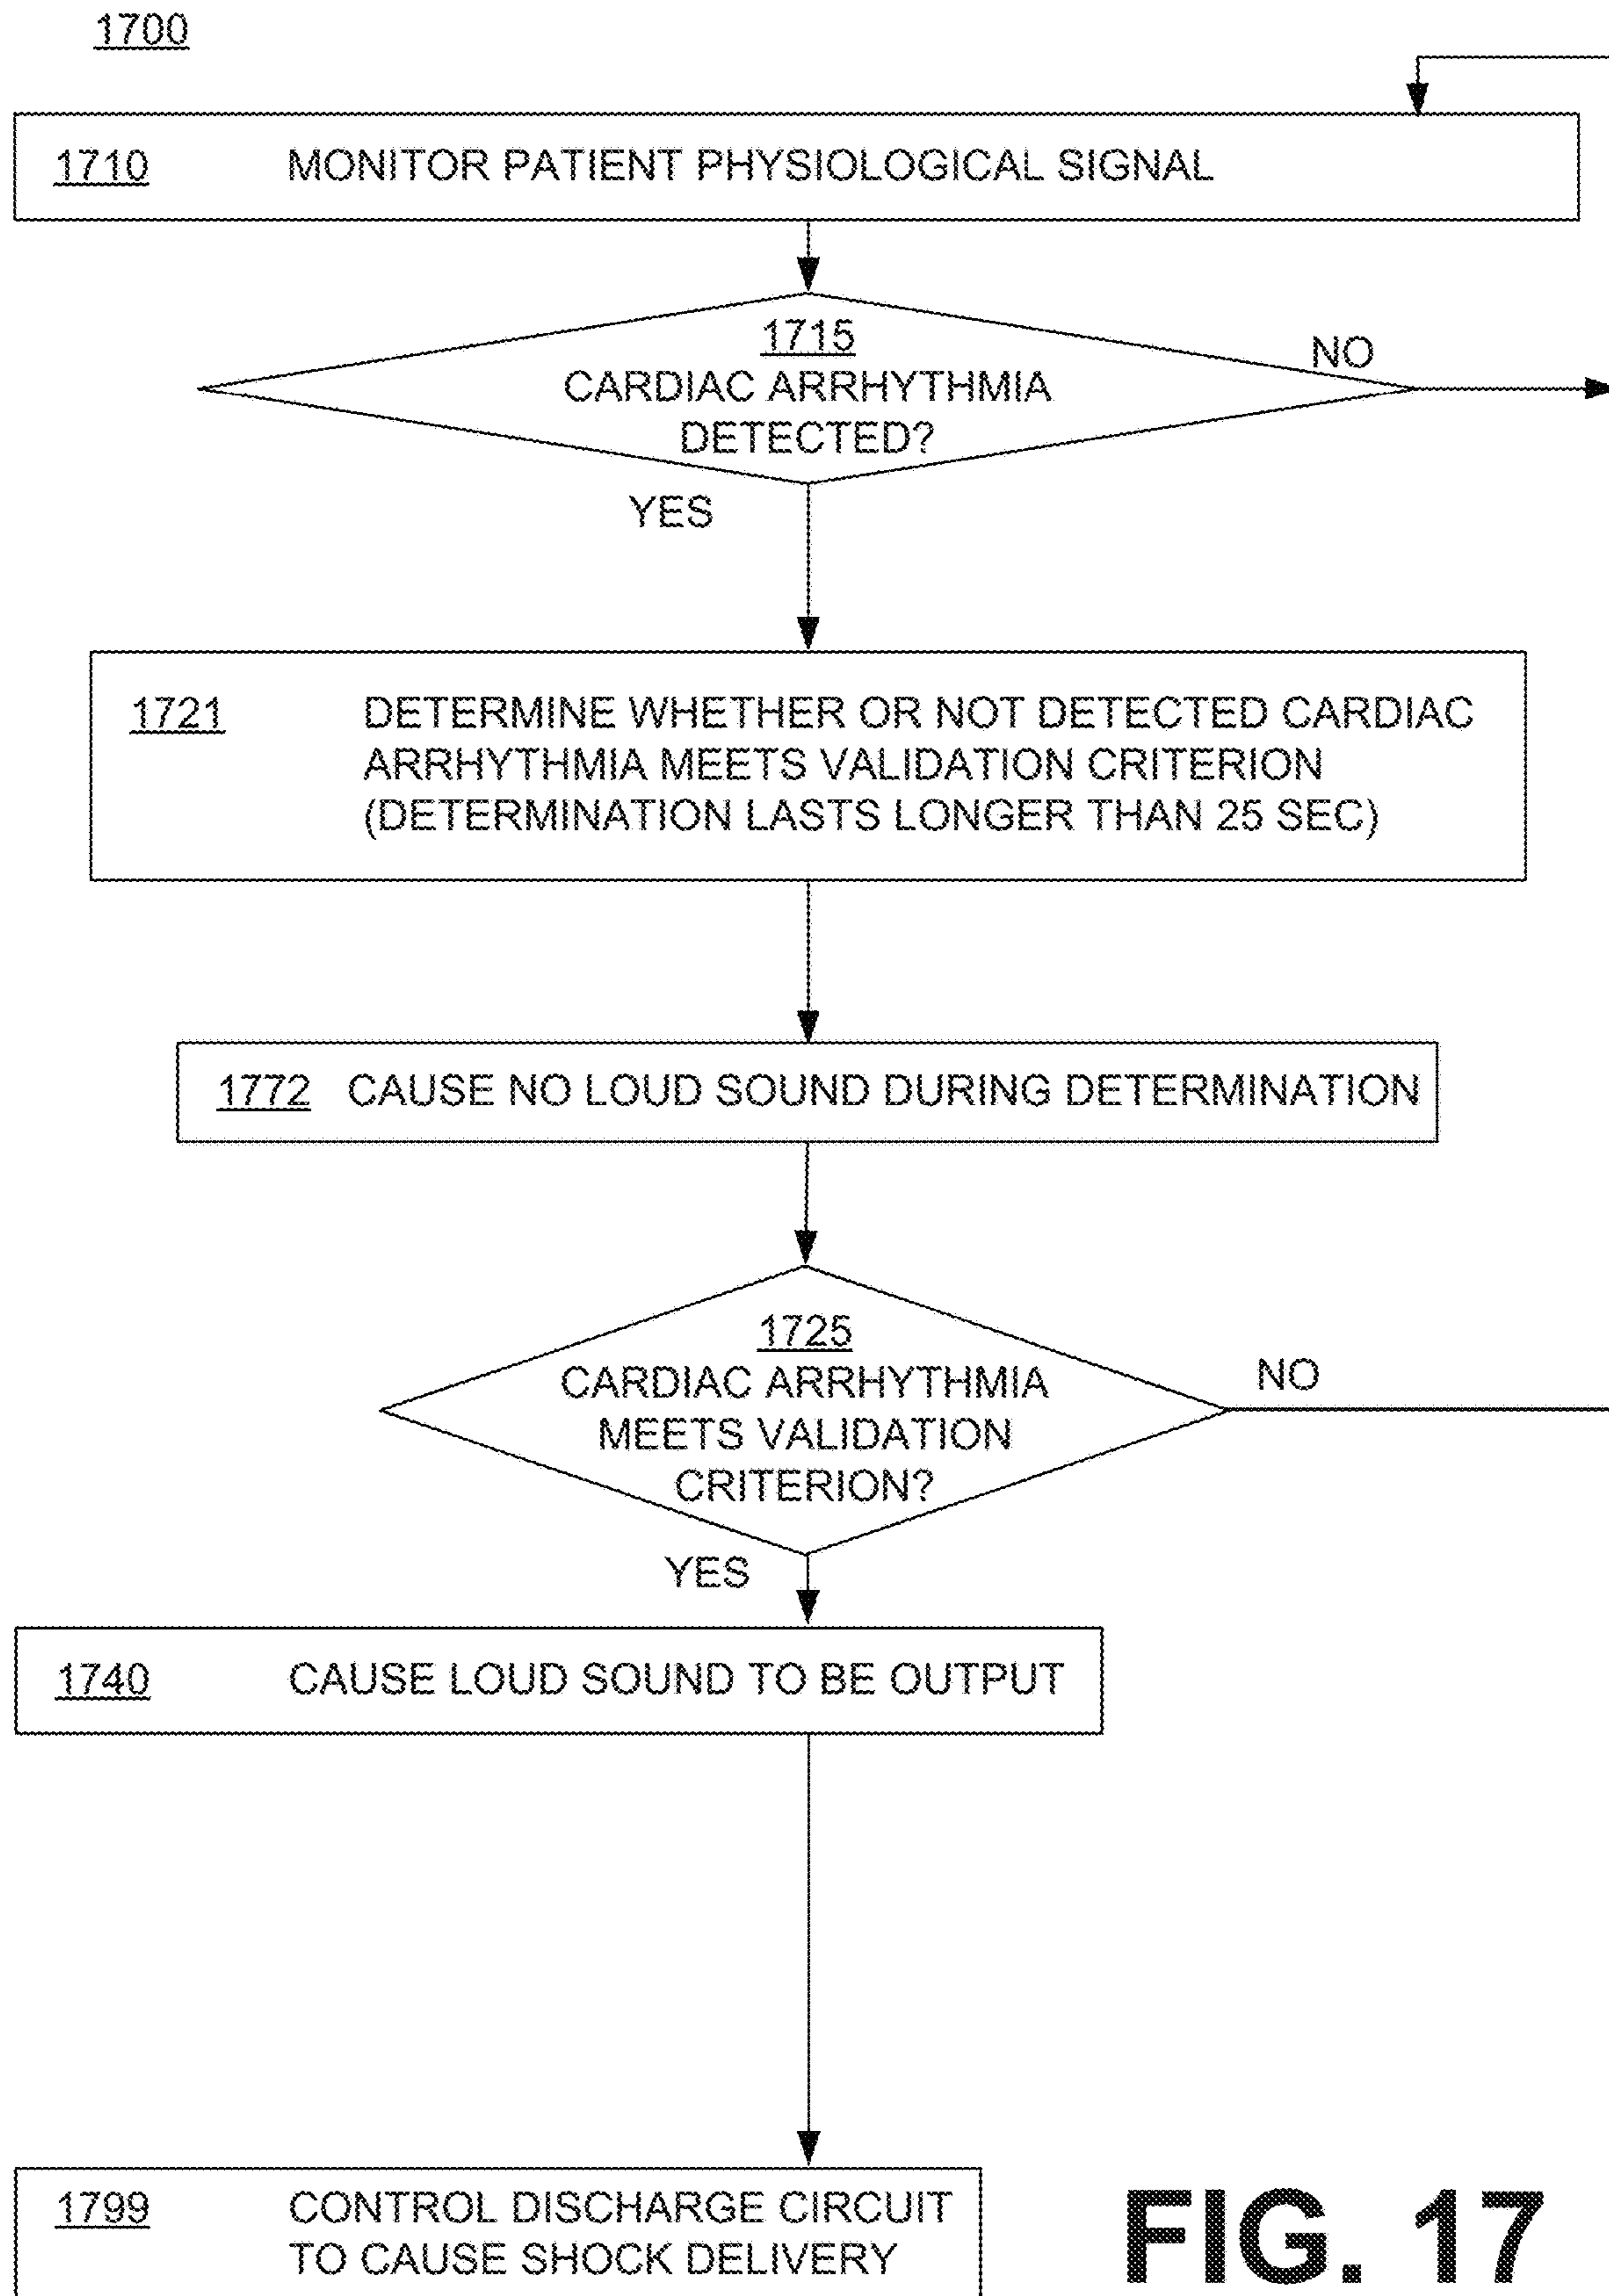 1700
1710 MONITOR PATIENT PHYSIOLOGICAL SIGNAL
1715
CARDIAC ARRHYTHMIA
DETECTED?
NO
YES
1721 DETERMINE WHETHER OR NOT DETECTED CARDIAC
ARRHYTHMIA MEETS VALIDATION CRITERION
(DETERMINATION LASTS LONGER THAN 25 SEC)
1772 CAUSE NO LOUD SOUND DURING DETERMINATION
1725
CARDIAC ARRHYTHMIA
MEETS VALIDATION
CRITERION?
NO
YES
1740 CAUSE LOUD SOUND TO BE OUTPUT
1799 CONTROL DISCHARGE CIRCUIT
TO CAUSE SHOCK DELIVERY
FIG. 17